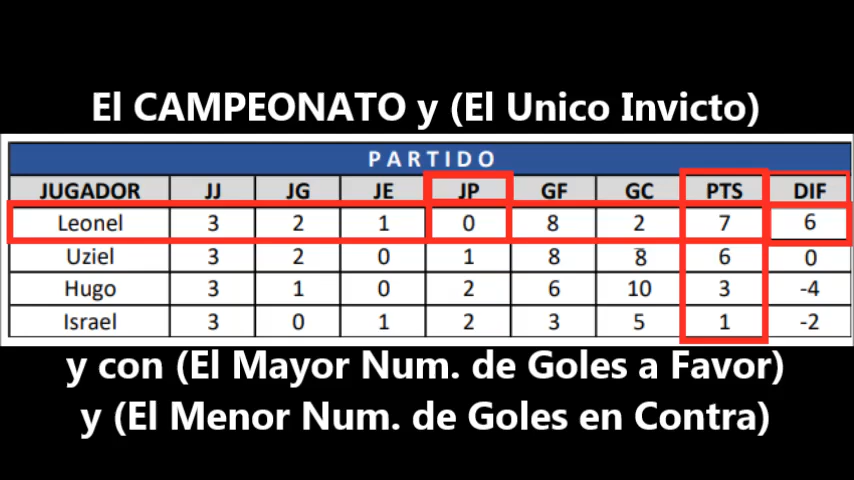 El CAMPEONATO y (El Unico Invicto)
PARTIDO
JUGADOR JJ JG JE JP GF GC PTS DIF
Leonel 3 2 1 0 8 2 7 6
Uziel 3 2 0 1 8 8 6 0
Hugo 3 1 0 2 6 10 3 -4
Israel 3 0 1 2 3 5 1 -2
y con (El Mayor Num. de Goles a Favor)
y (El Menor Num. de Goles en Contra)